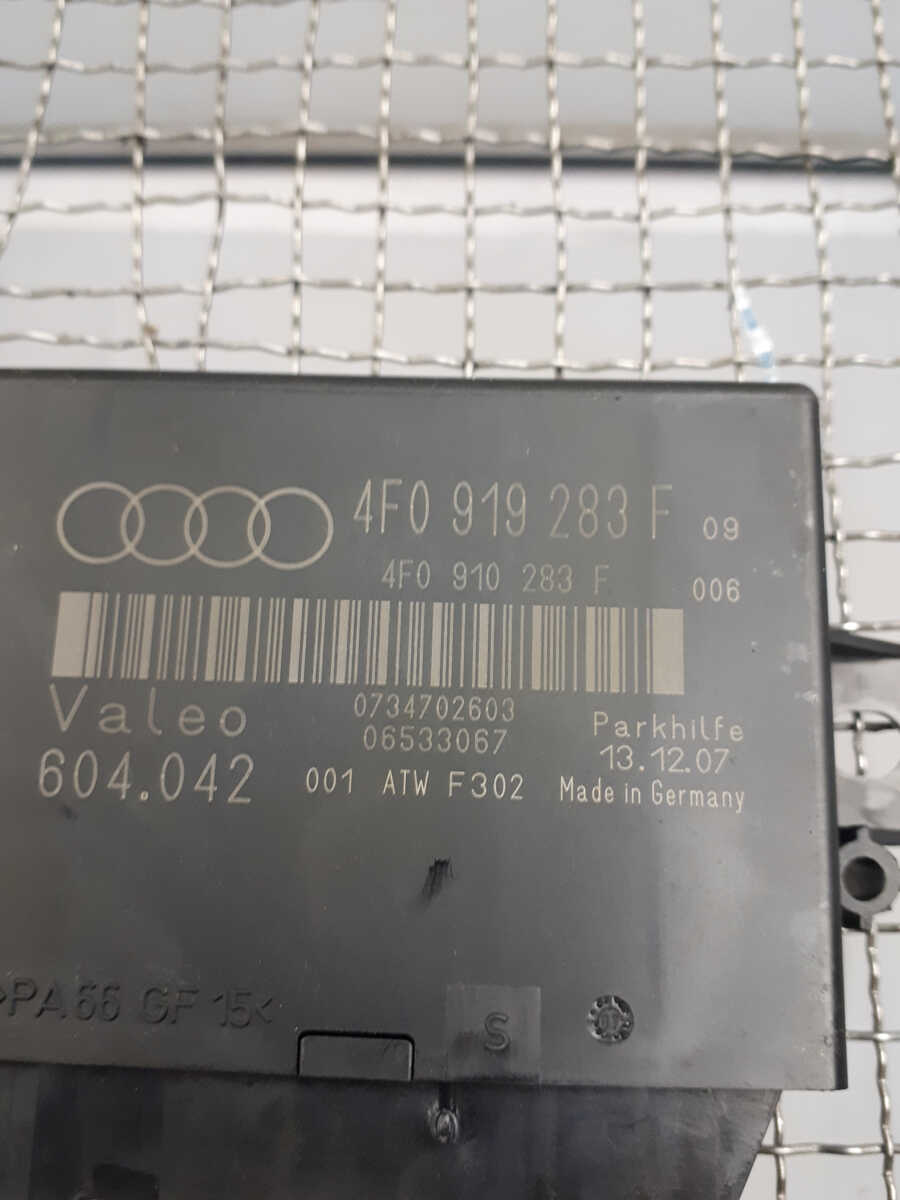 4F0 919 283 F 09
4F0 910 283 F 006
Valeo 0734702603 Parkhilfe
06533067 13.12.07
604.042 001 ATW F302 Made in Germany
>PA66 GF 15<
S